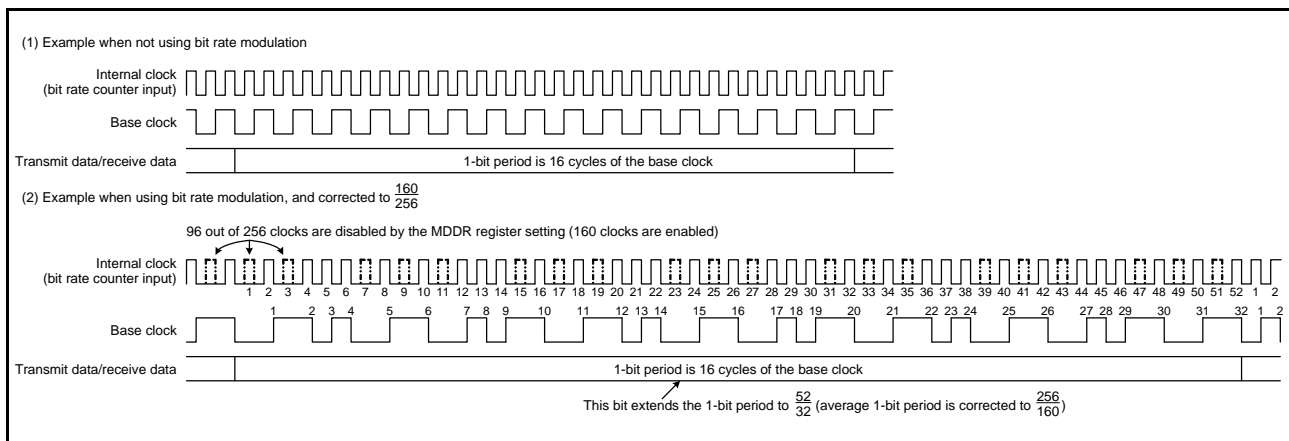 (1) Example when not using bit rate modulation
Internal clock
(bit rate counter input)
Base clock
Transmit data/receive data
1-bit period is 16 cycles of the base clock
(2) Example when using bit rate modulation, and corrected to 160/256
96 out of 256 clocks are disabled by the MDDR register setting (160 clocks are enabled)
Internal clock
(bit rate counter input)
1 2 3 4 5 6 7 8 9 10 11 12 13 14 15 16 17 18 19 20 21 22 23 24 25 26 27 28 29 30 31 32 33 34 35 36 37 38 39 40 41 42 43 44 45 46 47 48 49 50 51 52 1 2
1 2 3 4 5 6 7 8 9 10 11 12 13 14 15 16 17 18 19 20 21 22 23 24 25 26 27 28 29 30 31 32 1 2
Base clock
Transmit data/receive data
1-bit period is 16 cycles of the base clock
This bit extends the 1-bit period to 52/32 (average 1-bit period is corrected to 256/160)